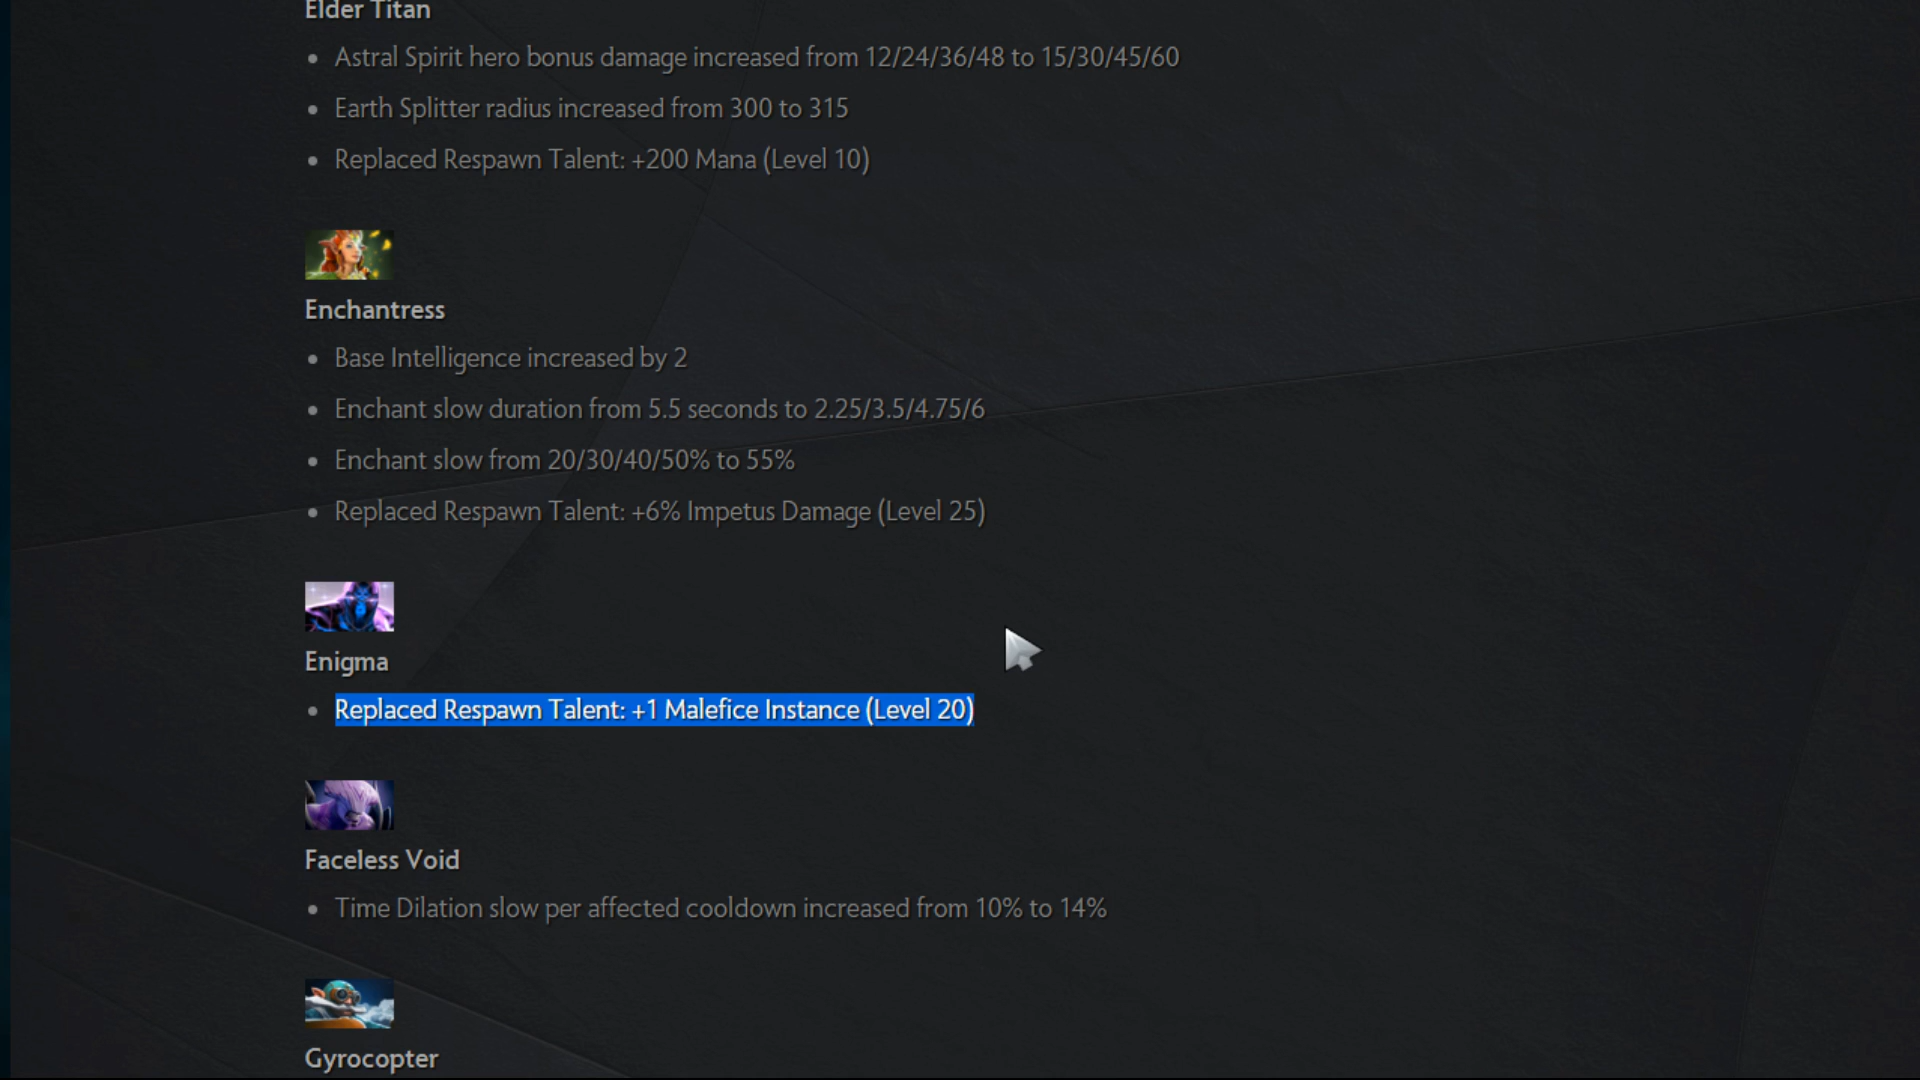 Elder Titan
Astral Spirit hero bonus damage increased from 12/24/36/48 to 15/30/45/60
Earth Splitter radius increased from 300 to 315
Replaced Respawn Talent: +200 Mana (Level 10)
Enchantress
Base Intelligence increased by 2
Enchant slow duration from 5.5 seconds to 2.25/3.5/4.75/6
Enchant slow from 20/30/40/50% to 55%
Replaced Respawn Talent: +6% Impetus Damage (Level 25)
Enigma
Replaced Respawn Talent: +1 Malefice Instance (Level 20)
Faceless Void
Time Dilation slow per affected cooldown increased from 10% to 14%
Gyrocopter